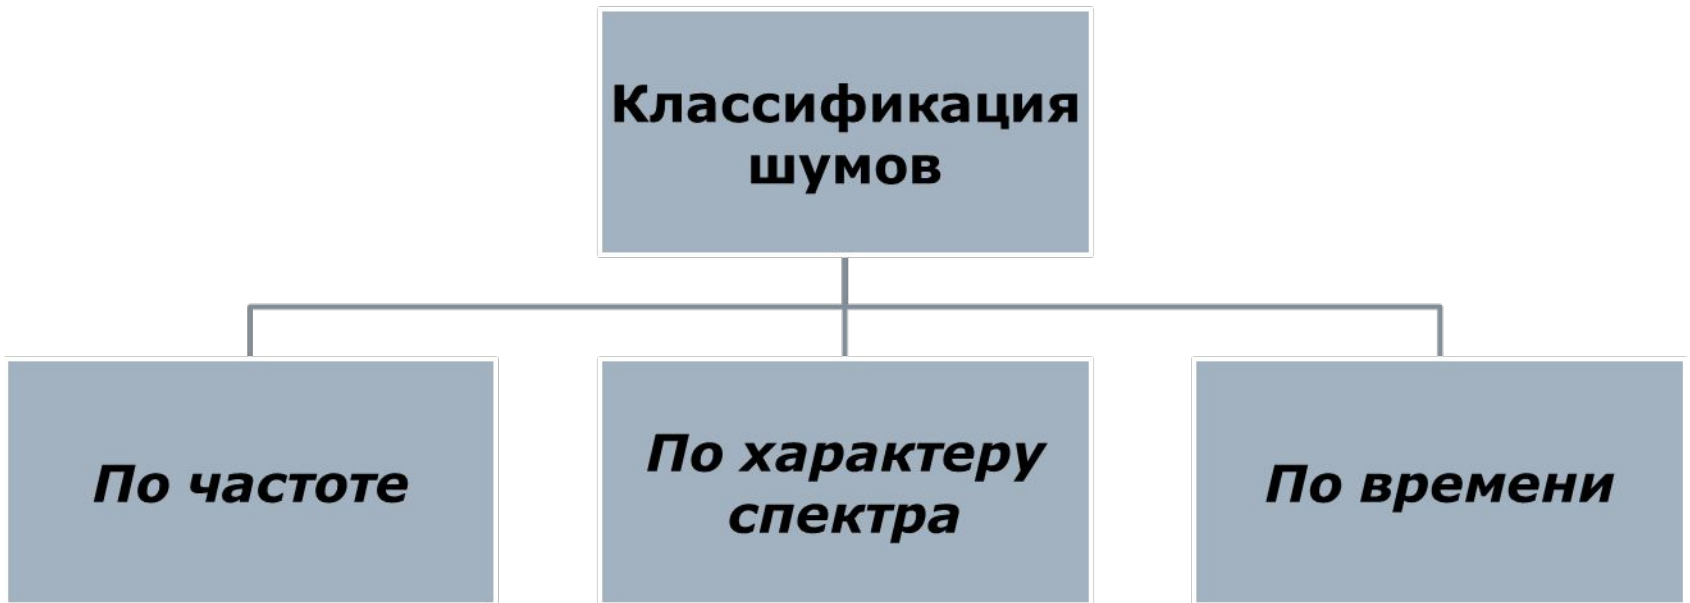 Классификация
шумов
По частоте
По характеру
спектра
По времени